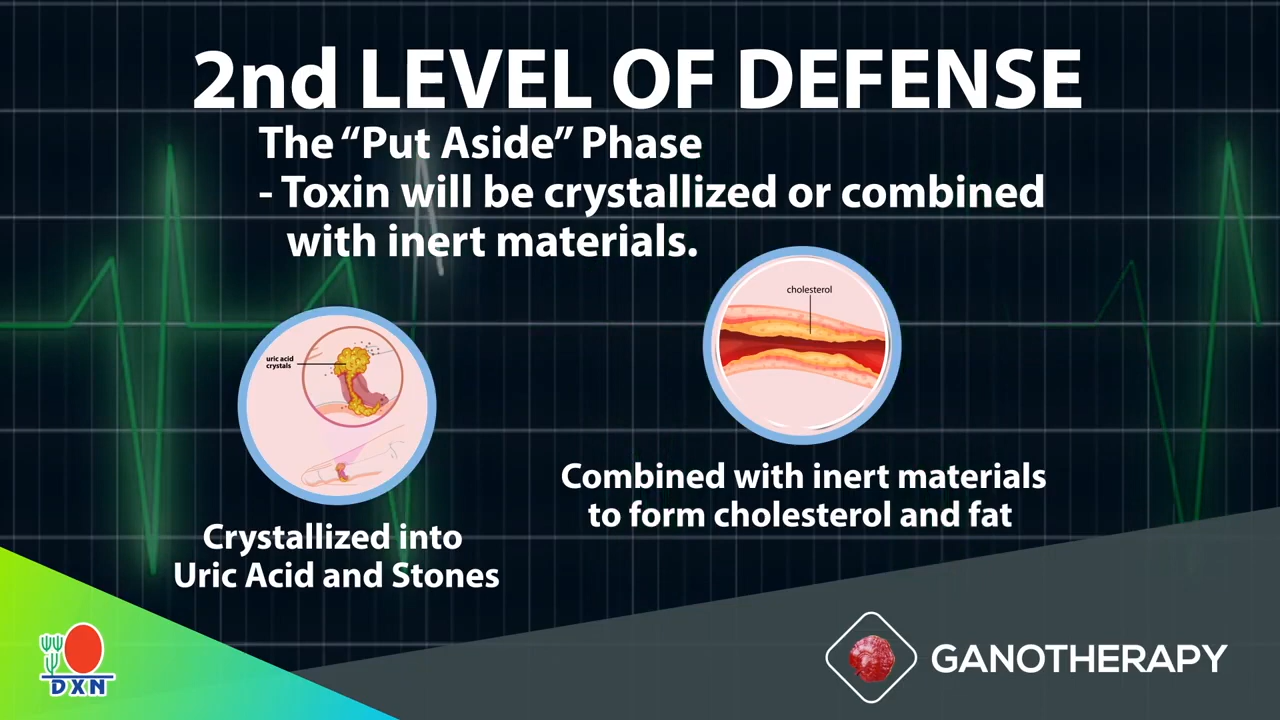 2nd LEVEL OF DEFENSE
The “Put Aside” Phase
- Toxin will be crystallized or combined
with inert materials.
uric acid
crystals
cholesterol
Crystallized into
Uric Acid and Stones
Combined with inert materials
to form cholesterol and fat
DXN
GANOTHERAPY